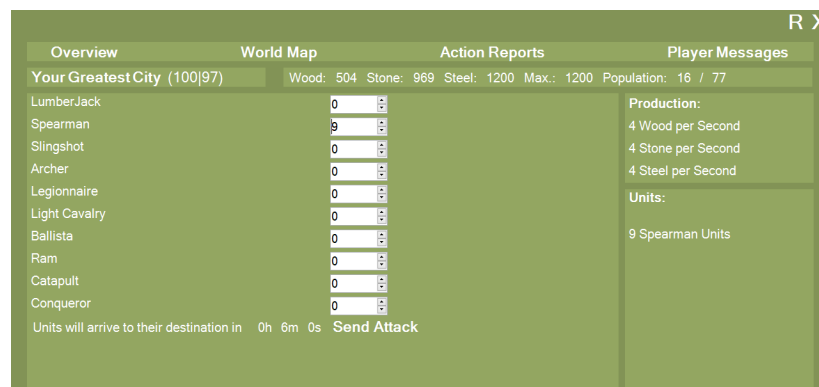 R X
Overview World Map Action Reports Player Messages
Your Greatest City (100|97) Wood: 504 Stone: 969 Steel: 1200 Max.: 1200 Population: 16 / 77
LumberJack 0
Spearman 9
Slingshot 0
Archer 0
Legionnaire 0
Light Cavalry 0
Ballista 0
Ram 0
Catapult 0
Conqueror 0
Units will arrive to their destination in 0h 6m 0s Send Attack
Production:
4 Wood per Second
4 Stone per Second
4 Steel per Second
Units:
9 Spearman Units